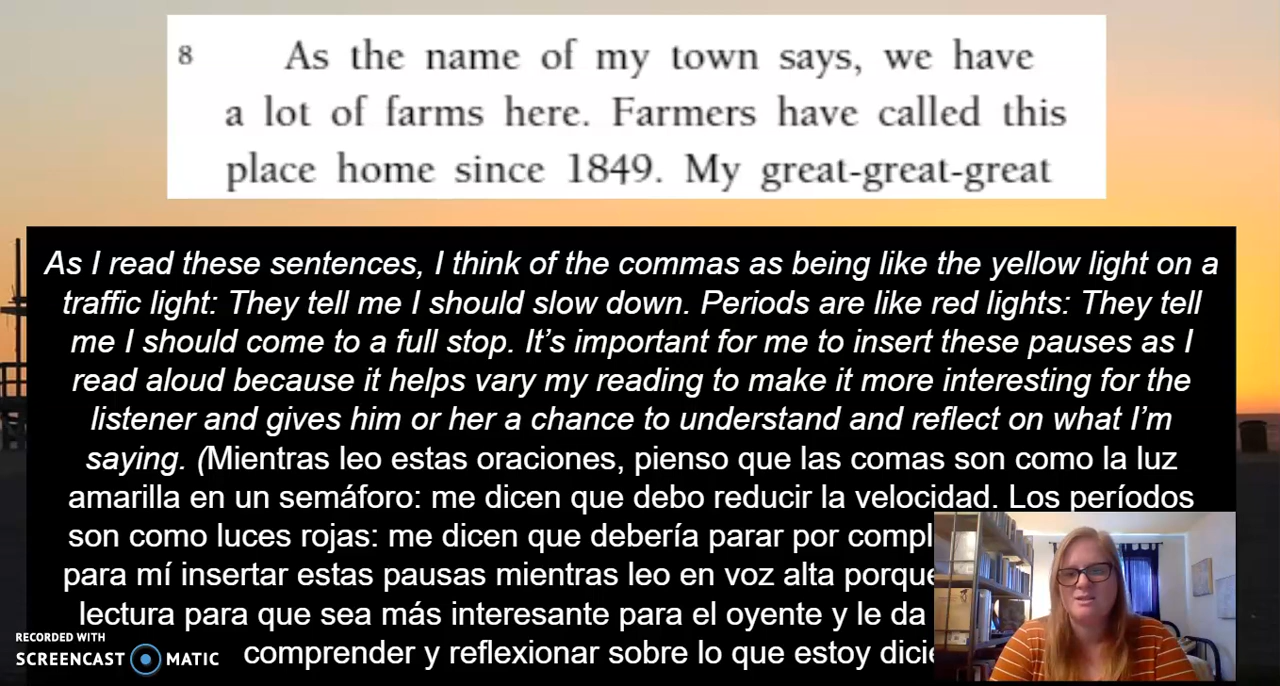 8 As the name of my town says, we have
a lot of farms here. Farmers have called this
place home since 1849. My great-great-great
As I read these sentences, I think of the commas as being like the yellow light on a
traffic light: They tell me I should slow down. Periods are like red lights: They tell
me I should come to a full stop. It’s important for me to insert these pauses as I
read aloud because it helps vary my reading to make it more interesting for the
listener and gives him or her a chance to understand and reflect on what I’m
saying. (Mientras leo estas oraciones, pienso que las comas son como la luz
amarilla en un semáforo: me dicen que debo reducir la velocidad. Los períodos
son como luces rojas: me dicen que debería parar por compl
para mí insertar estas pausas mientras leo en voz alta porque
lectura para que sea más interesante para el oyente y le da
comprender y reflexionar sobre lo que estoy dicie
RECORDED WITH
SCREENCAST MATIC